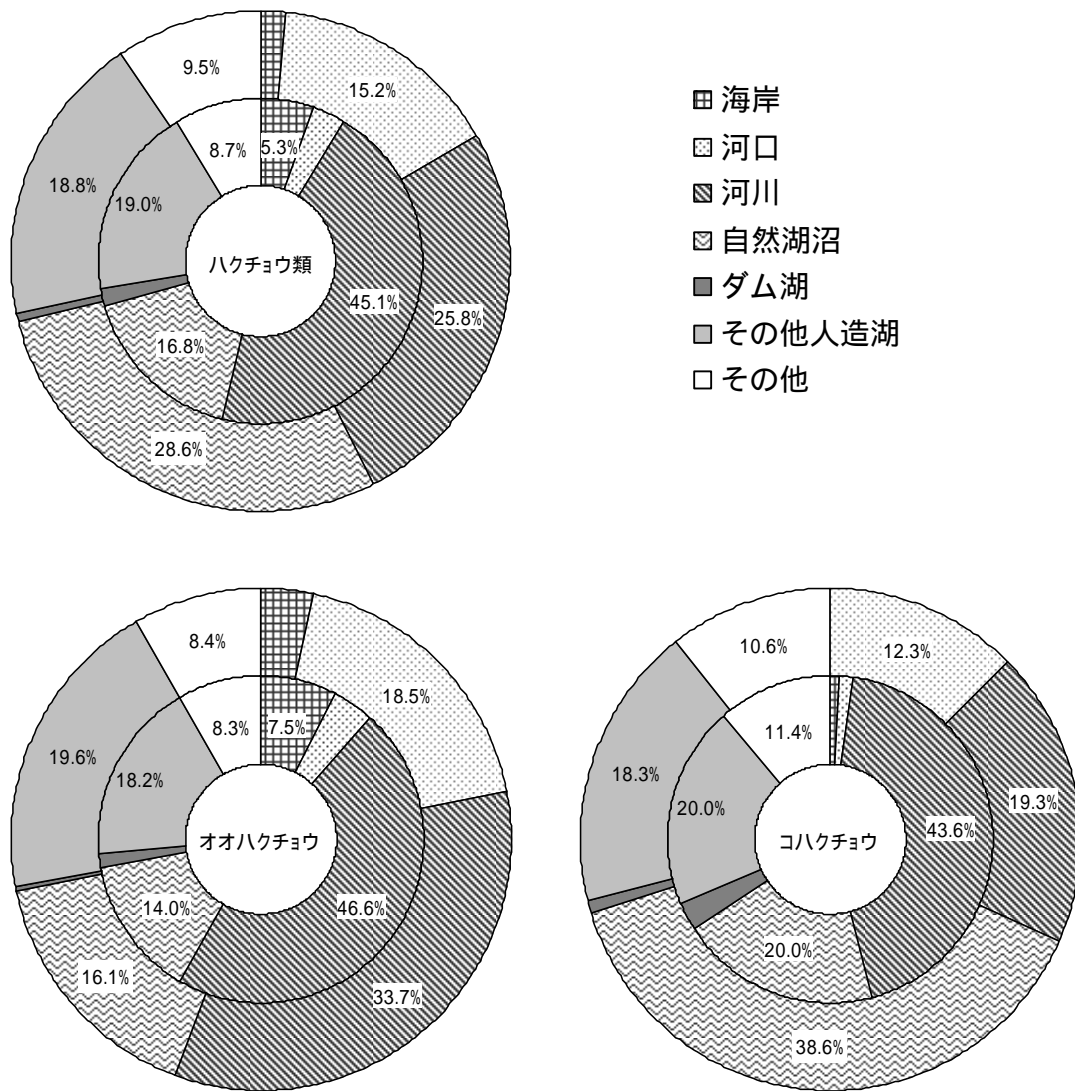 9.5%
15.2%
8.7%
5.3%
18.8%
19.0%
ハクチョウ類
45.1%
25.8%
16.8%
28.6%
海岸
河口
河川
自然湖沼
ダム湖
その他人造湖
その他
8.4%
18.5%
8.3%
7.5%
19.6%
18.2%
オオハクチョウ
14.0%
46.6%
16.1%
33.7%
10.6%
12.3%
11.4%
18.3%
20.0%
19.3%
コハクチョウ
43.6%
20.0%
38.6%